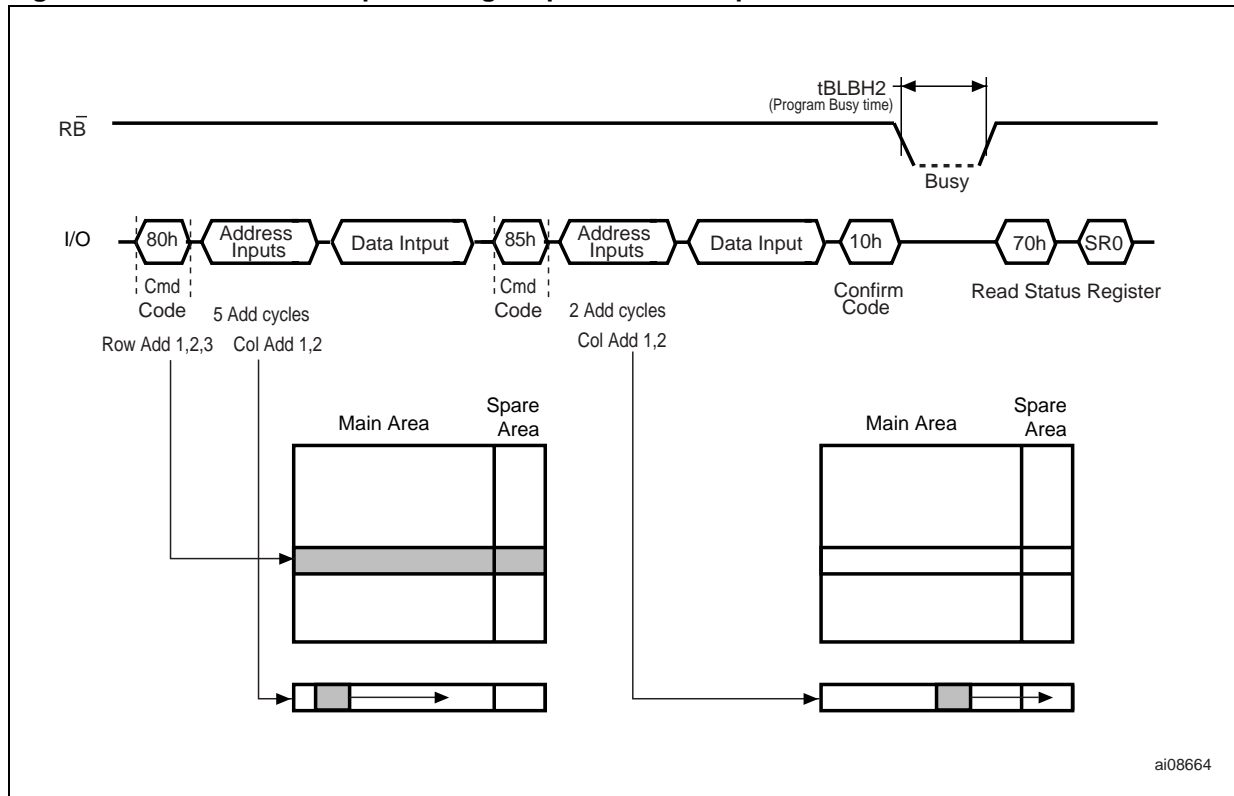 tBLBH2
(Program Busy time)
RB
Busy
I/O
80h
Address
Inputs
Data Intput
85h
Address
Inputs
Data Input
10h
70h
SR0
Cmd
Code
Cmd
Code
Confirm
Code
Read Status Register
5 Add cycles
2 Add cycles
Row Add 1,2,3
Col Add 1,2
Col Add 1,2
Main Area
Spare
Area
Main Area
Spare
Area
ai08664